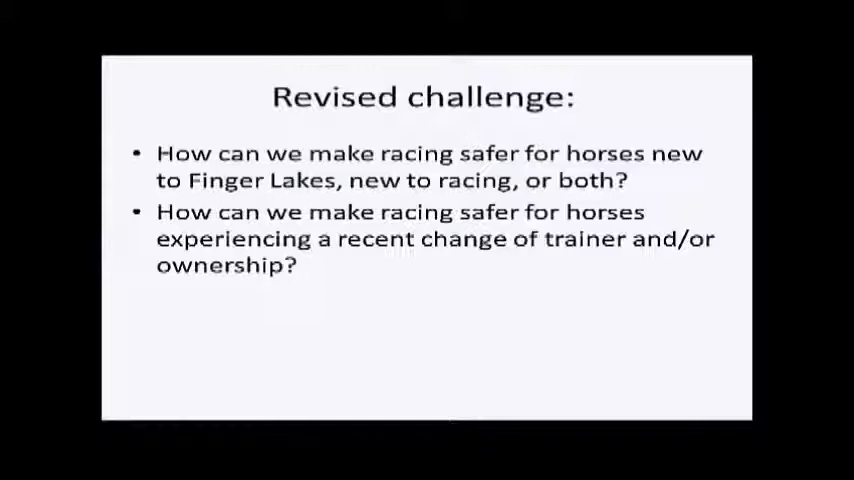 Revised challenge:
• How can we make racing safer for horses new
to Finger Lakes, new to racing, or both?
• How can we make racing safer for horses
experiencing a recent change of trainer and/or
ownership?